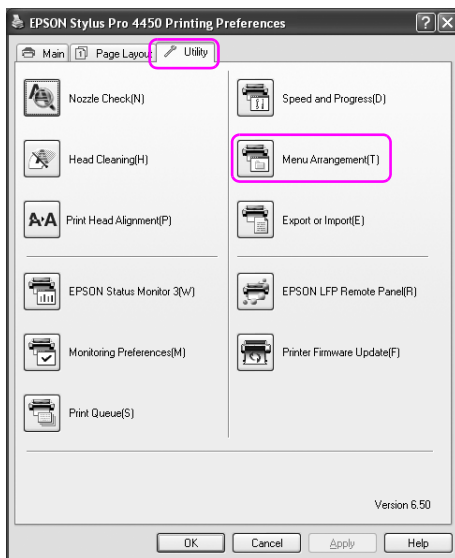 EPSON Stylus Pro 4450 Printing Preferences
Main
Page Layout
Utility
Nozzle Check(N)
Speed and Progress(D)
Head Cleaning(H)
Menu Arrangement(T)
A·A
Print Head Alignment(P)
Export or Import(E)
EPSON Status Monitor 3(W)
EPSON LFP Remote Panel(R)
Monitoring Preferences(M)
Printer Firmware Update(F)
Print Queue(S)
Version 6.50
OK
Cancel
Apply
Help